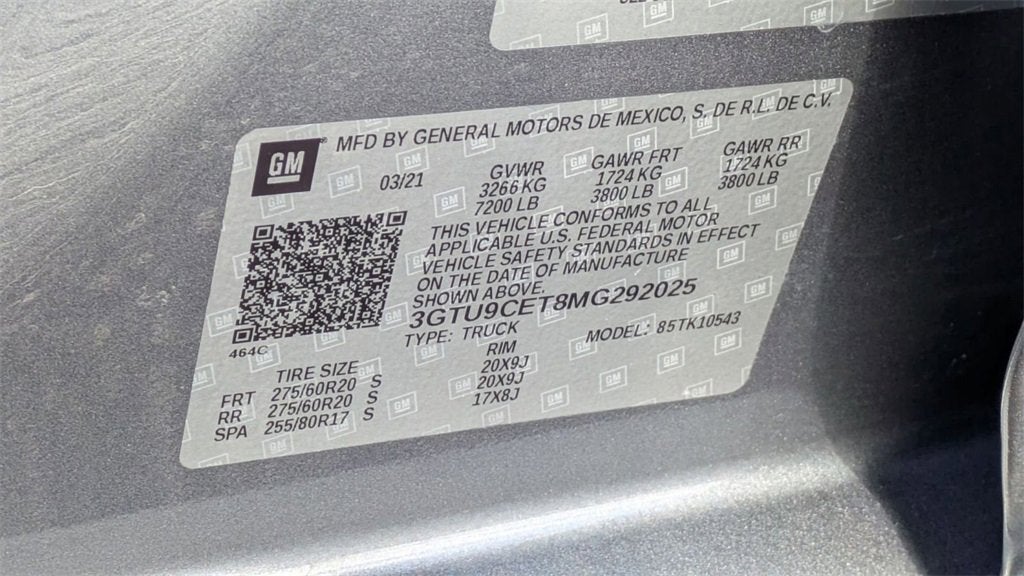 GM
MFD BY GENERAL MOTORS DE MEXICO, S, DE R.L. DE C.V.
03/21
GVWR GAWR FRT GAWR RR
3266 KG 1724 KG 1724 KG
7200 LB 3800 LB 3800 LB
THIS VEHICLE CONFORMS TO ALL
APPLICABLE U.S. FEDERAL MOTOR
VEHICLE SAFETY STANDARDS IN EFFECT
ON THE DATE OF MANUFACTURE
SHOWN ABOVE.
3GTU9CET8MG292025
TYPE: TRUCK MODEL: 85TK10543
464C
TIRE SIZE RIM
FRT 275/60R20 S 20X9J
RR 275/60R20 S 20X9J
SPA 255/80R17 S 17X8J